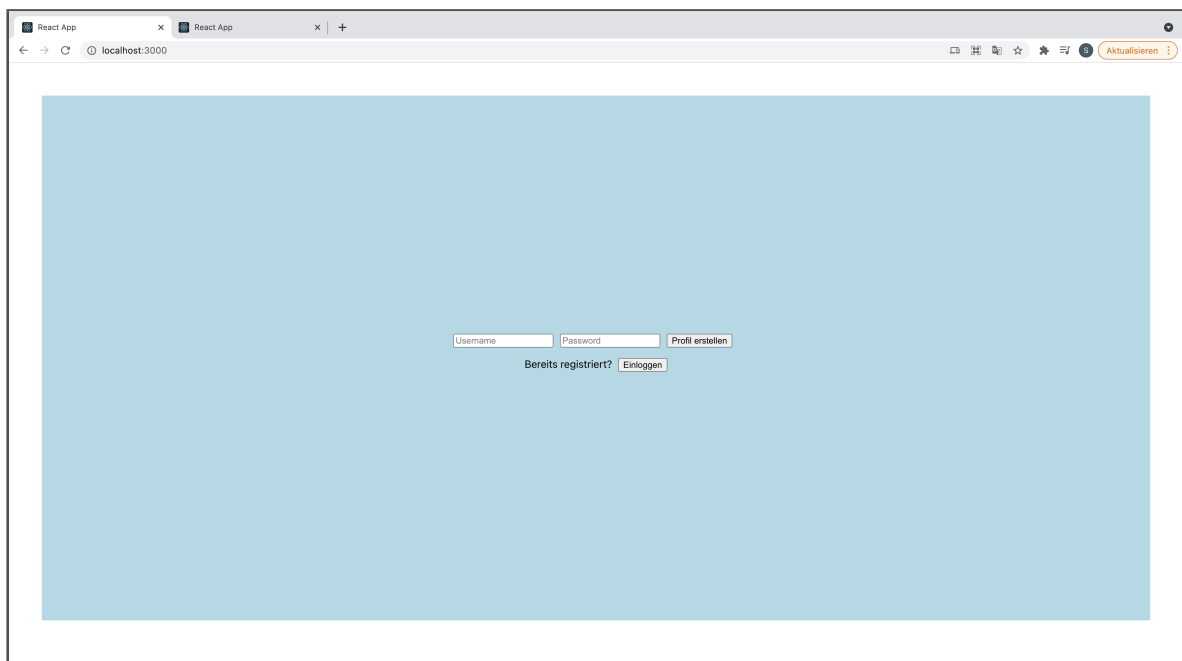 React App React App
localhost:3000
S Aktualisieren
Username Password Profil erstellen
Bereits registriert? Einloggen